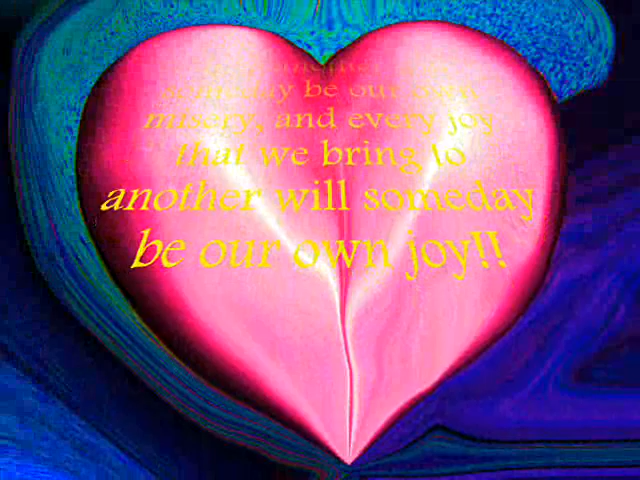 another
someday be our own
misery, and every joy
that we bring to
another will someday
be our own joy!!